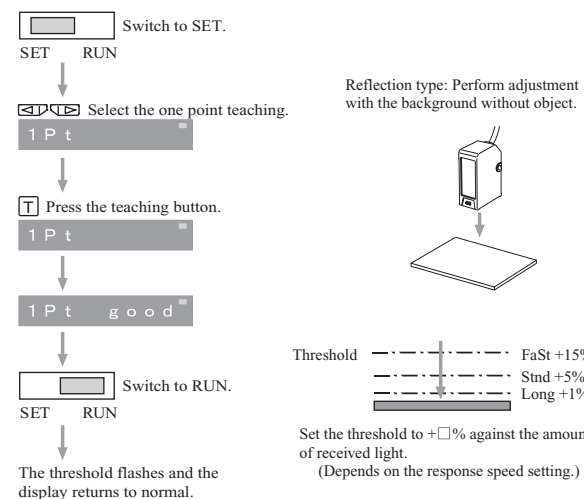 Switch to SET.
SET RUN
Select the one point teaching.
1Pt
T Press the teaching button.
1Pt
1Pt good
Switch to RUN.
SET RUN
The threshold flashes and the
display returns to normal.
Reflection type: Perform adjustment
with the background without object.
Threshold
FaSt +15%
Stnd +5%
Long +1%
Set the threshold to +□% against the amoun
of received light.
(Depends on the response speed setting.)